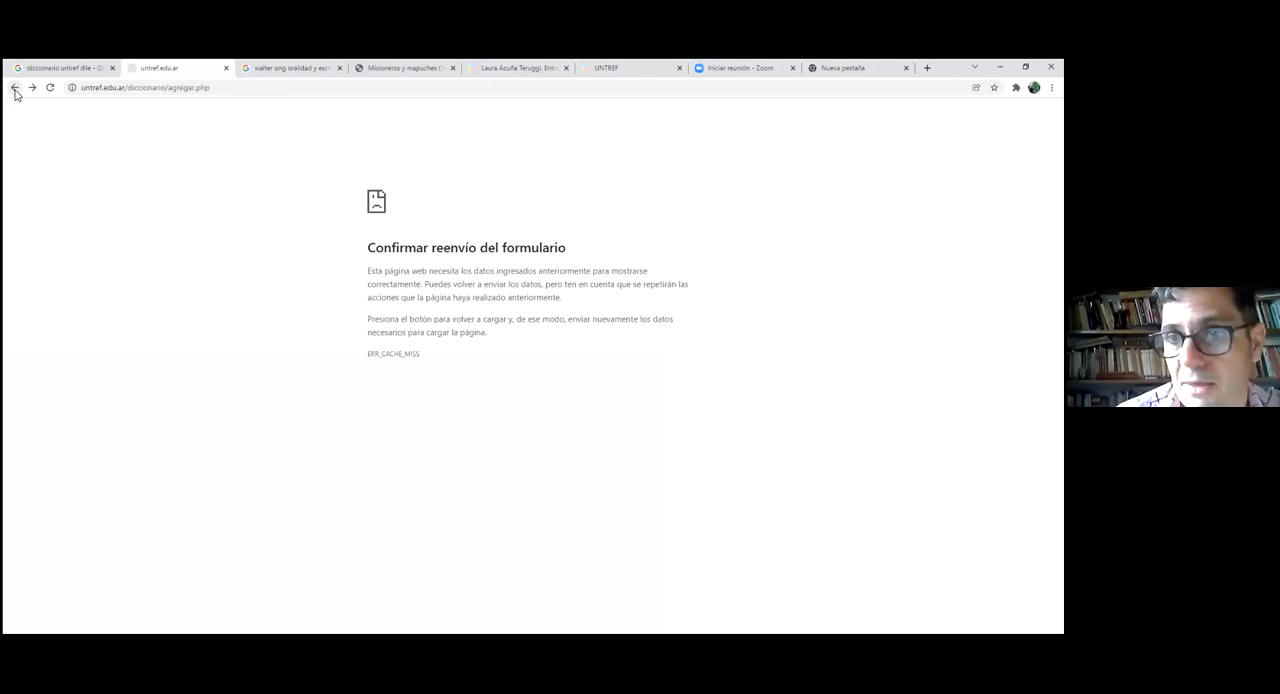 diccionario untref dile - G
untref.edu.ar
walter ong oralidad y escr
Misioneros y mapuches (1
Laura Acuña Teruggi. Entre
UNTREF
Iniciar reunión - Zoom
Nueva pestaña
untref.edu.ar/diccionario/agregar.php
Confirmar reenvío del formulario
Esta página web necesita los datos ingresados anteriormente para mostrarse
correctamente. Puedes volver a enviar los datos, pero ten en cuenta que se repetirán las
acciones que la página haya realizado anteriormente.
Presiona el botón para volver a cargar y, de ese modo, enviar nuevamente los datos
necesarios para cargar la página.
ERR_CACHE_MISS